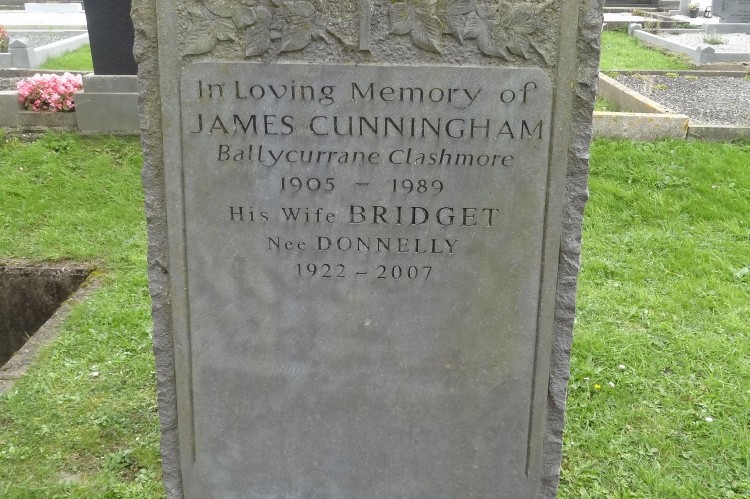 In Loving Memory of
JAMES CUNNINGHAM
Ballycurrane Clashmore
1905 – 1989
His Wife BRIDGET
Nee DONNELLY
1922 – 2007